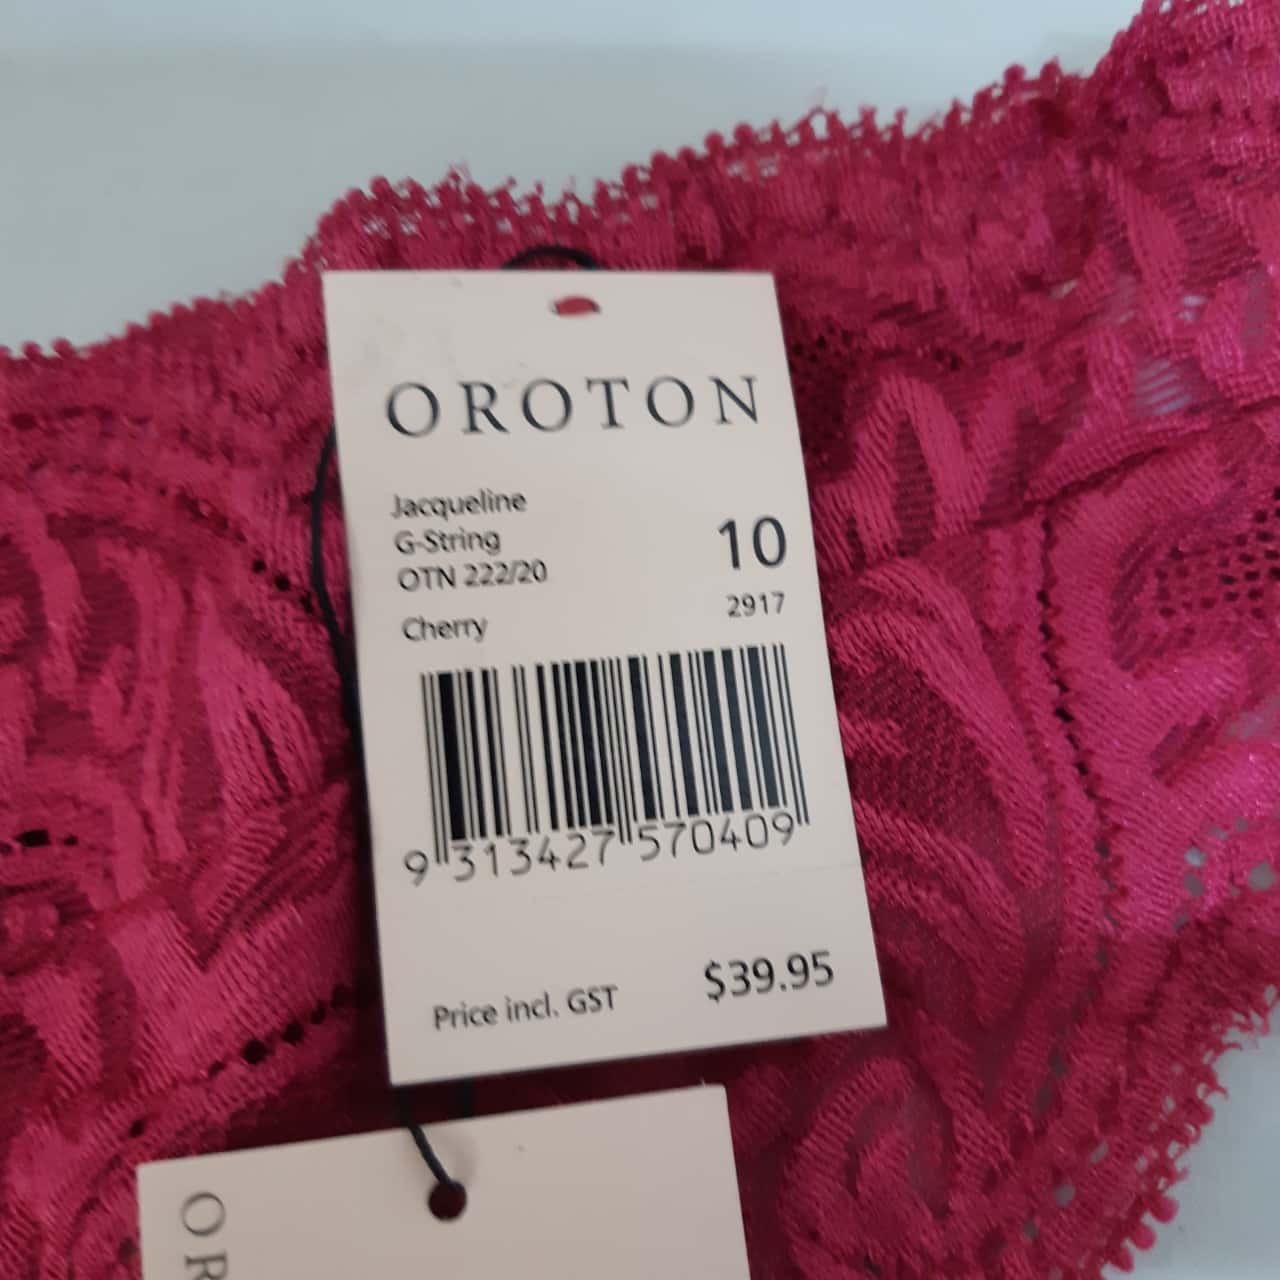 OROTON
Jacqueline
G-String
OTN 222/20
10
2917
Cherry
9 313427 570409
Price incl. GST $39.95
OR